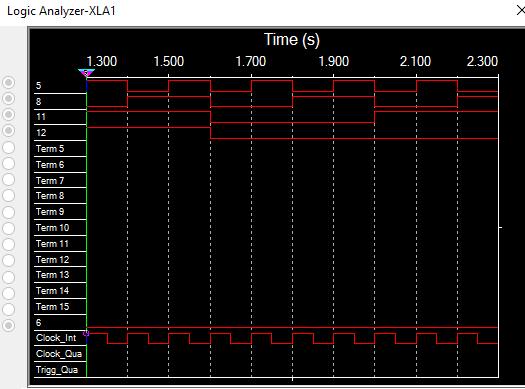 Logic Analyzer-XLA1
Time (s)
1.300 1.500 1.700 1.900 2.100 2.300
5
8
11
12
Term 5
Term 6
Term 7
Term 8
Term 9
Term 10
Term 11
Term 12
Term 13
Term 14
Term 15
6
Clock_Int
Clock_Qua
Trigg_Qua